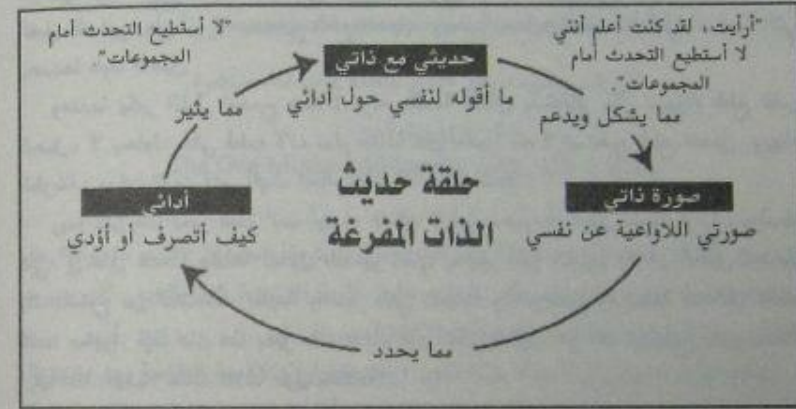 "أرأيت، لقد كنت أعلم أنني
لا أستطيع التحدث أمام
المجموعات".
"لا أستطيع التحدث أمام
المجموعات".
حديثي مع ذاتي
ما أقوله لنفسي حول أدائي
مما يشكل ويدعم
مما يثير
حلقة حديث
الذات المفرغة
صورة ذاتي
صورتي اللاواعية عن نفسي
أدائي
كيف أتصرف أو أؤدي
مما يحدد